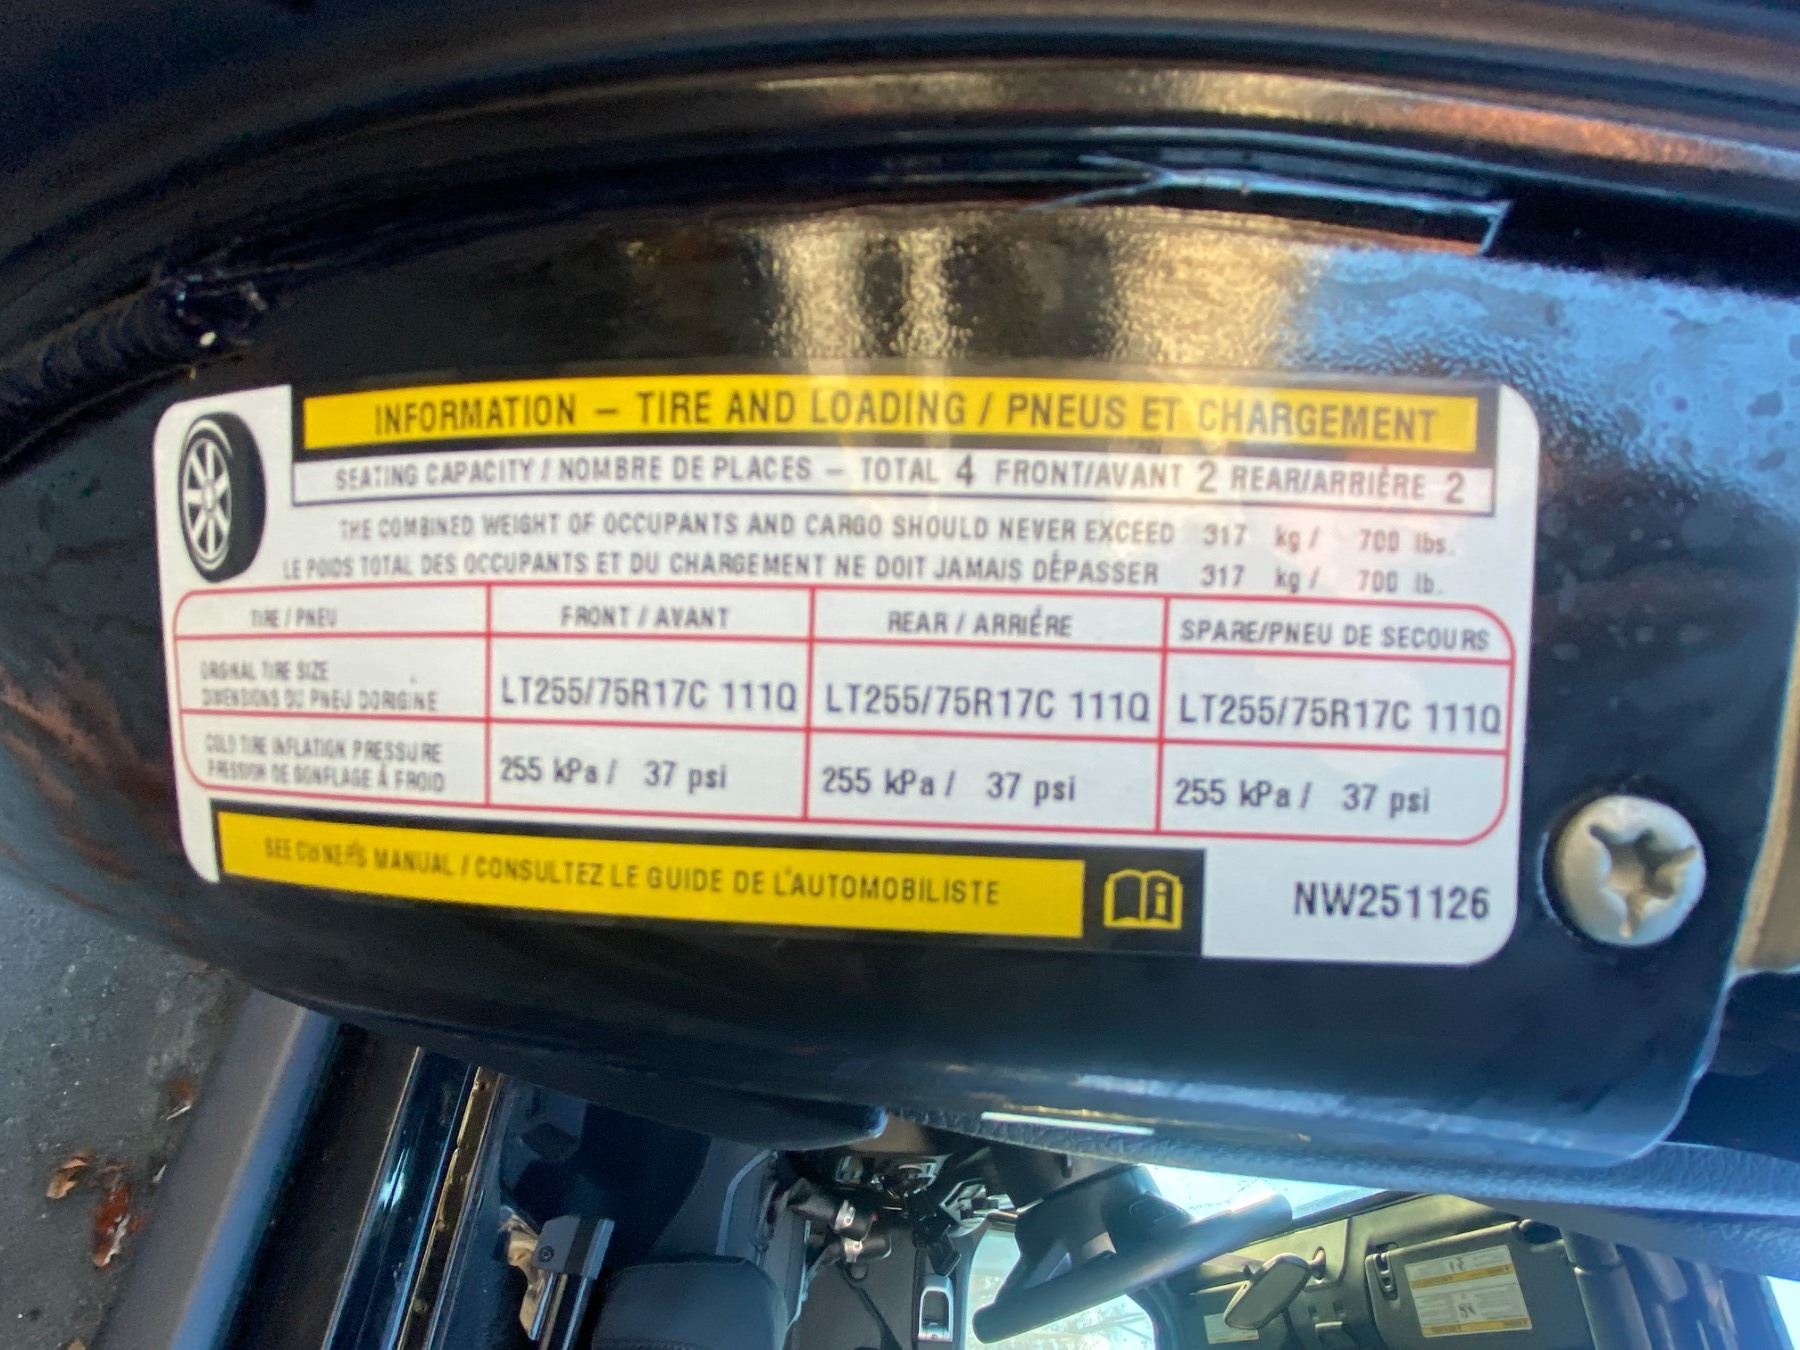 INFORMATION – TIRE AND LOADING / PNEUS ET CHARGEMENT
SEATING CAPACITY / NOMBRE DE PLACES – TOTAL 4 FRONT/AVANT 2 REAR/ARRIÈRE 2
THE COMBINED WEIGHT OF OCCUPANTS AND CARGO SHOULD NEVER EXCEED 317 kg / 700 lbs.
LE POIDS TOTAL DES OCCUPANTS ET DU CHARGEMENT NE DOIT JAMAIS DÉPASSER 317 kg / 700 lb.
TIRE / PNEU FRONT / AVANT REAR / ARRIÉRE SPARE/PNEU DE SECOURS
ORIGINAL TIRE SIZE
DIMENSIONS DU PNEU D'ORIGINE
LT255/75R17C 111Q LT255/75R17C 111Q LT255/75R17C 111Q
COLD TIRE INFLATION PRESSURE
PRESSION DE GONFLAGE À FROID
255 kPa / 37 psi 255 kPa / 37 psi 255 kPa / 37 psi
SEE OWNER'S MANUAL / CONSULTEZ LE GUIDE DE L'AUTOMOBILISTE
NW251126